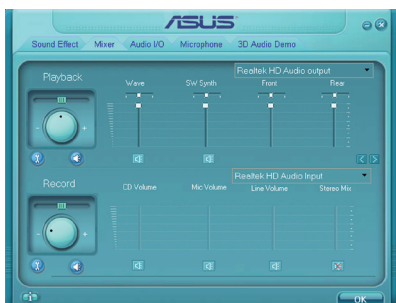 ASUS
Sound Effect Mixer Audio I/O Microphone 3D Audio Demo
Realtek HD Audio output
Playback
Wave SW Synth Front Rear
- +
Realtek HD Audio Input
Record
CD Volume Mic Volume Line Volume Stereo Mix
- +
i
OK